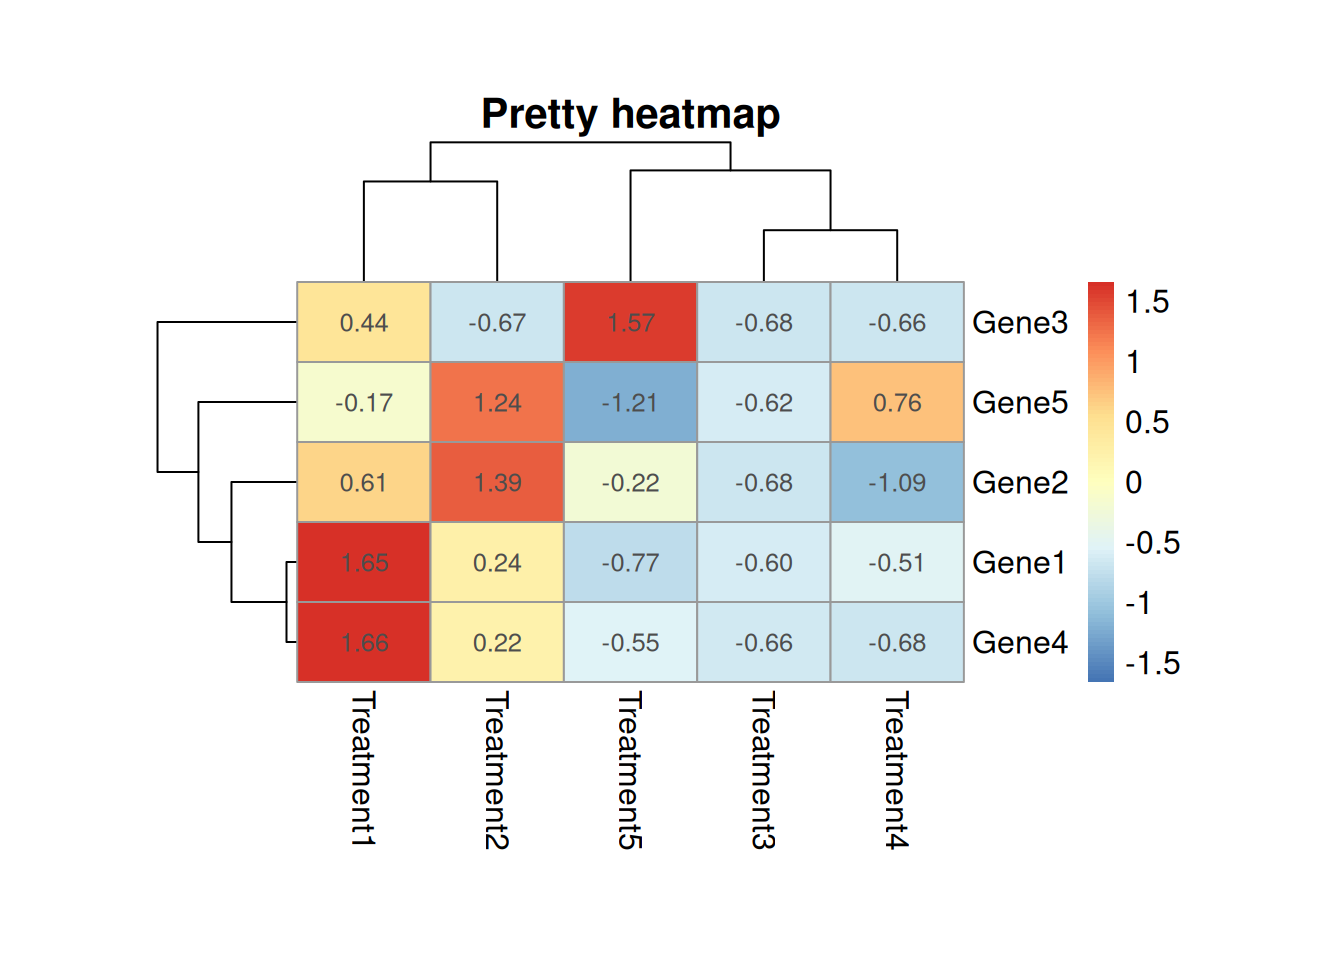 Pretty heatmap
0.44 -0.67 1.57 -0.68 -0.66 Gene3
-0.17 1.24 -1.21 -0.62 0.76 Gene5
0.61 1.39 -0.22 -0.68 -1.09 Gene2
1.65 0.24 -0.77 -0.60 -0.51 Gene1
1.66 0.22 -0.55 -0.66 -0.68 Gene4
Treatment1
Treatment2
Treatment5
Treatment3
Treatment4
1.5
1
0.5
0
-0.5
-1
-1.5